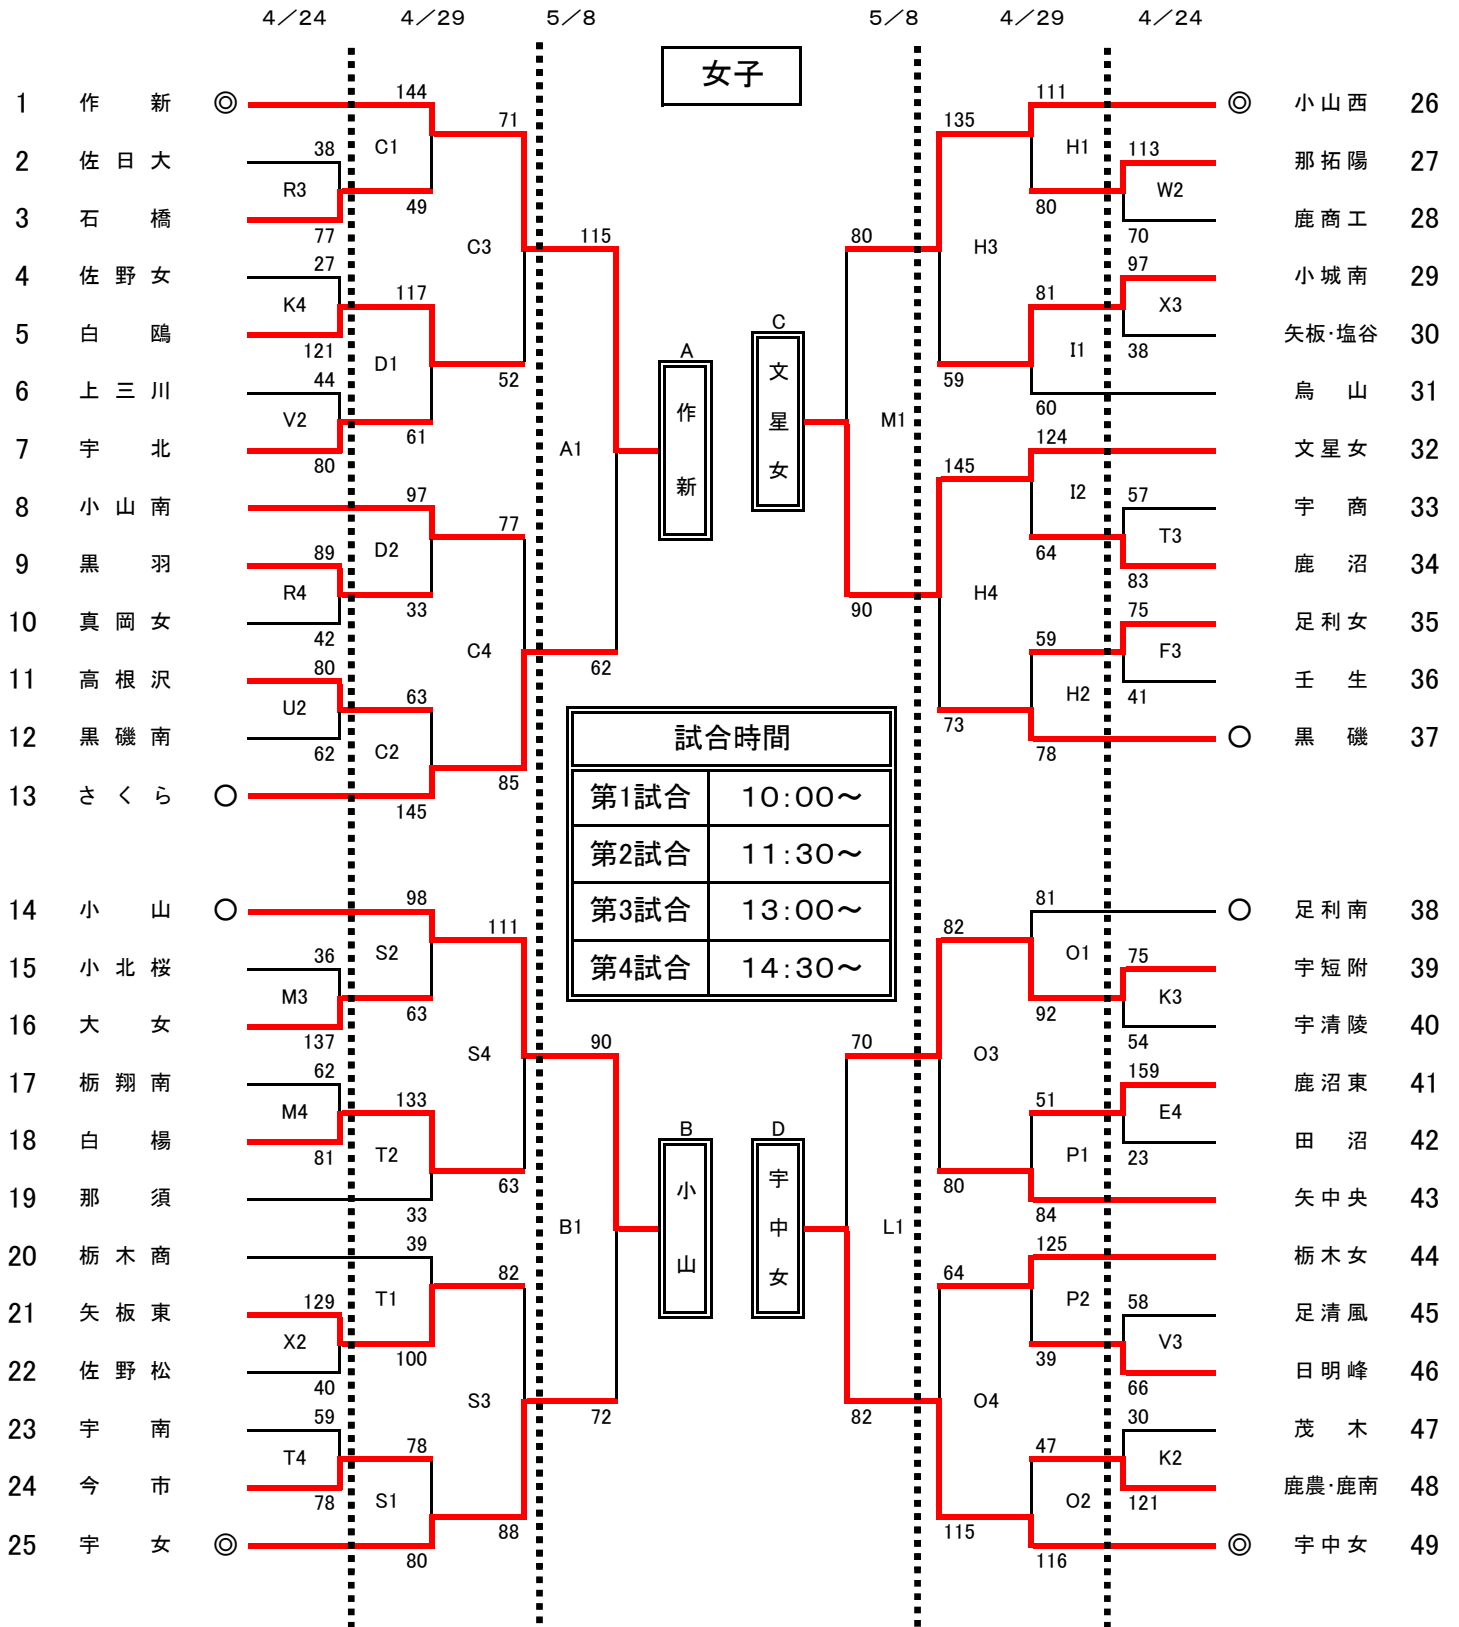 4／24 4／29 5／8 5／8 4／29 4／24
女子
1 作新 ◎ 144 111 ◎ 小山西 26
71 135
2 佐日大 38 C1 H1 113 那拓陽 27
R3 W2
3 石橋 77 49 80 70 鹿商工 28
C3 115 80 H3
4 佐野女 27 97 小城南 29
K4 117 81 X3
5 白鴎 121 D1 I1 38 矢板・塩谷 30
A C
作新 文星女
52 59
6 上三川 44 60 烏山 31
V2 61 A1 M1 124
7 宇北 80 文星女 32
145
8 小山南 97 I2 57 宇商 33
77
D2 T3
9 黒羽 89 64 83 鹿沼 34
R4 33 90 H4
10 真岡女 42 75 足利女 35
C4 62 59 F3
11 高根沢 80 H2 41 壬生 36
U2 63 73
12 黒磯南 62 C2 78 ○ 黒磯 37
85
13 さくら ○ 145
試合時間
第1試合 10:00～
第2試合 11:30～
第3試合 13:00～
第4試合 14:30～
14 小山 ○ 98 81 ○ 足利南 38
111 82
15 小北桜 36 S2 O1 75 宇短附 39
M3 K3
16 大女 137 63 92 54 宇清陵 40
S4 90 70 O3
17 栃翔南 62 159 鹿沼東 41
M4 133 51 E4
18 白楊 81 T2 P1 23 田沼 42
B D
小山 宇中女
63 80
19 那須 33 84 矢中央 43
B1 L1
20 栃木商 39 125 栃木女 44
82 64
21 矢板東 129 T1 P2 58 足清風 45
X2 V3
22 佐野松 40 100 39 66 日明峰 46
S3 72 82 O4
23 宇南 59 30 茂木 47
T4 78 47 K2
24 今市 78 S1 O2 121 鹿農・鹿南 48
88 115
25 宇女 ◎ 80 116 ◎ 宇中女 49